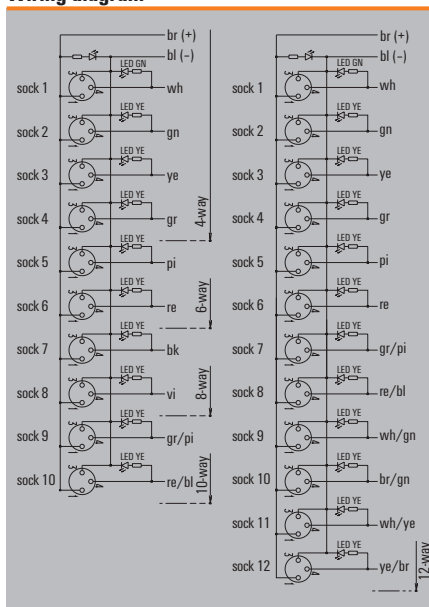 Wiring diagram
br (+)
bl (–)
LED GN
sock 1 wh
LED YE
sock 2 gn
LED YE
sock 3 ye
LED YE
sock 4 gr
4-way
LED YE
sock 5 pi
LED YE
sock 6 re
6-way
LED YE
sock 7 bk
LED YE
sock 8 vi
8-way
LED YE
sock 9 gr/pi
LED YE
sock 10 re/bl
10-way
br (+)
bl (–)
LED GN
sock 1 wh
LED YE
sock 2 gn
LED YE
sock 3 ye
LED YE
sock 4 gr
LED YE
sock 5 pi
LED YE
sock 6 re
LED YE
sock 7 gr/pi
LED YE
sock 8 re/bl
LED YE
sock 9 wh/gn
LED YE
sock 10 br/gn
LED YE
sock 11 wh/ye
LED YE
sock 12 ye/br
12-way